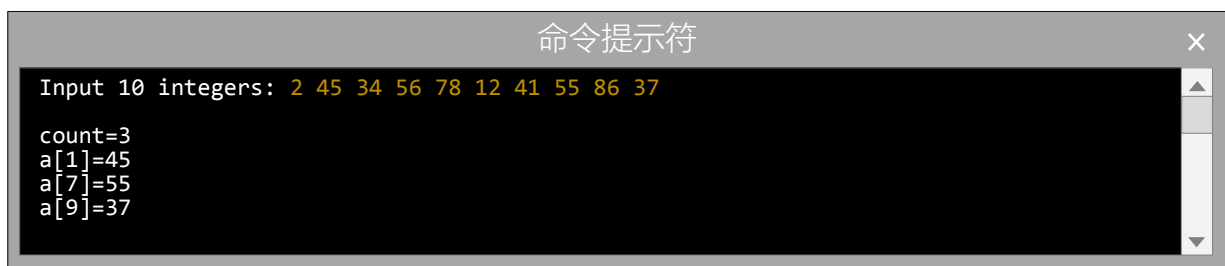 命令提示符
Input 10 integers: 2 45 34 56 78 12 41 55 86 37
count=3
a[1]=45
a[7]=55
a[9]=37